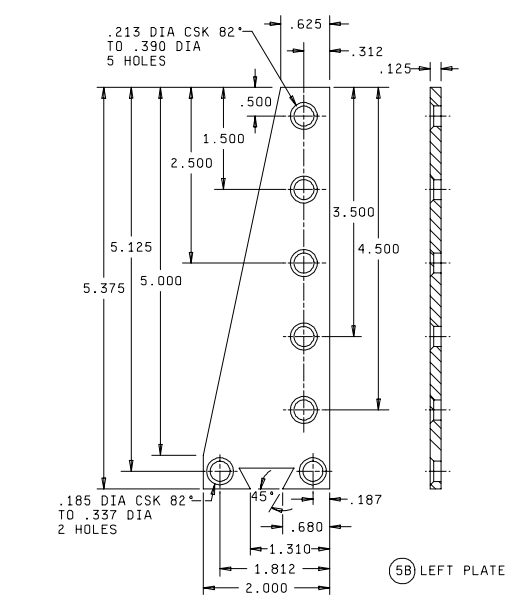 .625
.213 DIA CSK 82°
TO .390 DIA
5 HOLES
.312
.125
.500
1.500
2.500
3.500
4.500
5.125
5.375
5.000
.185 DIA CSK 82°
TO .337 DIA
2 HOLES
45°
.187
.680
1.310
1.812
2.000
5B LEFT PLATE